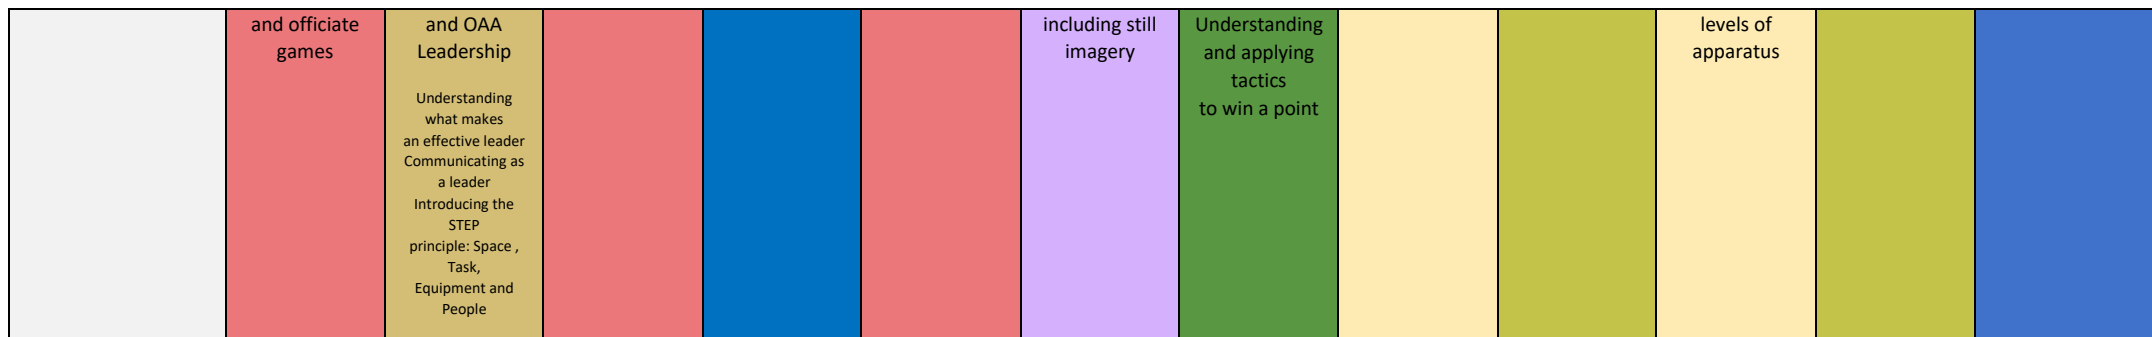 and officiate
games
and OAA
Leadership
Understanding
what makes
an effective leader
Communicating as
a leader
Introducing the
STEP
principle: Space ,
Task,
Equipment and
People
including still
imagery
Understanding
and applying
tactics
to win a point
levels of
apparatus